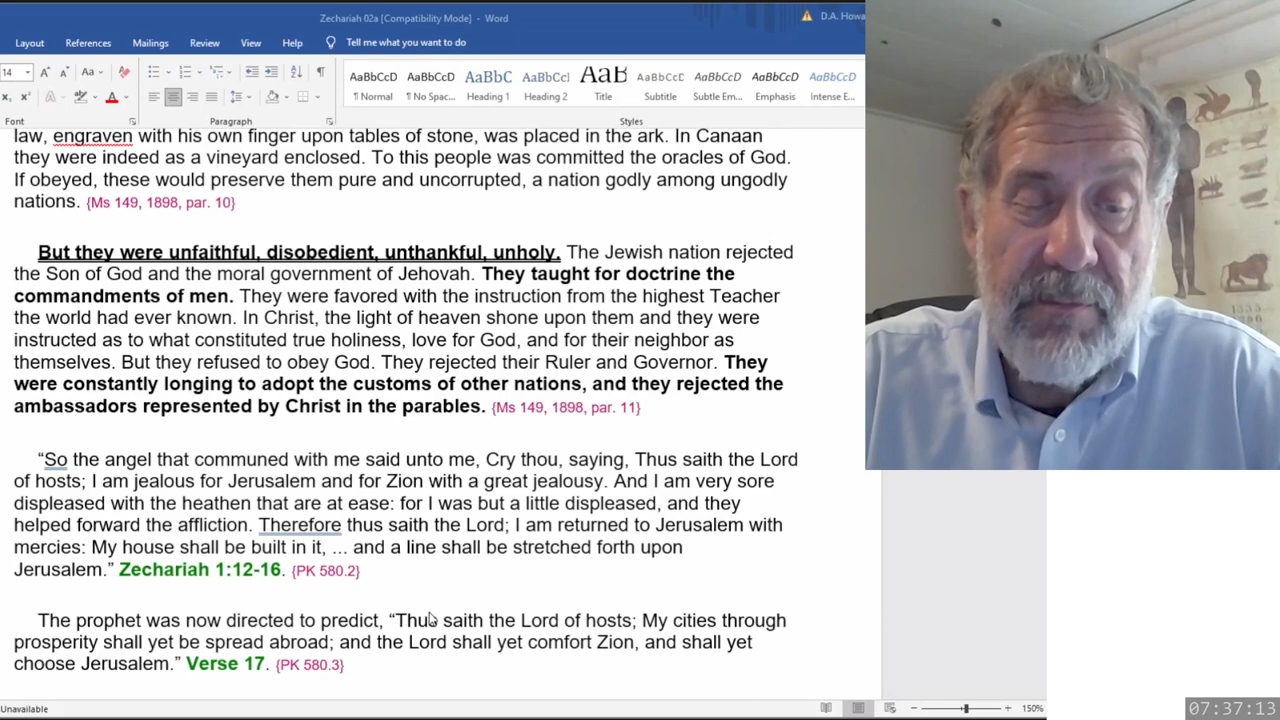 Zechariah 02a [Compatibility Mode] - Word
D.A. Howa
Layout References Mailings Review View Help Tell me what you want to do
14 Aa
AaBbCcD AaBbCcD AaBbC AaBbCcI AaB AaBbCcD AaBbCcD AaBbCcD AaBbCcD
¶ Normal ¶ No Spac... Heading 1 Heading 2 Title Subtitle Subtle Em... Emphasis Intense E...
Font Paragraph Styles
law, engraven with his own finger upon tables of stone, was placed in the ark. In Canaan
they were indeed as a vineyard enclosed. To this people was committed the oracles of God.
If obeyed, these would preserve them pure and uncorrupted, a nation godly among ungodly
nations. {Ms 149, 1898, par. 10}
But they were unfaithful, disobedient, unthankful, unholy. The Jewish nation rejected
the Son of God and the moral government of Jehovah. They taught for doctrine the
commandments of men. They were favored with the instruction from the highest Teacher
the world had ever known. In Christ, the light of heaven shone upon them and they were
instructed as to what constituted true holiness, love for God, and for their neighbor as
themselves. But they refused to obey God. They rejected their Ruler and Governor. They
were constantly longing to adopt the customs of other nations, and they rejected the
ambassadors represented by Christ in the parables. {Ms 149, 1898, par. 11}
“So the angel that communed with me said unto me, Cry thou, saying, Thus saith the Lord
of hosts; I am jealous for Jerusalem and for Zion with a great jealousy. And I am very sore
displeased with the heathen that are at ease: for I was but a little displeased, and they
helped forward the affliction. Therefore thus saith the Lord; I am returned to Jerusalem with
mercies: My house shall be built in it, ... and a line shall be stretched forth upon
Jerusalem.” Zechariah 1:12-16. {PK 580.2}
The prophet was now directed to predict, “Thus saith the Lord of hosts; My cities through
prosperity shall yet be spread abroad; and the Lord shall yet comfort Zion, and shall yet
choose Jerusalem.” Verse 17. {PK 580.3}
Unavailable
150%
07:37:13